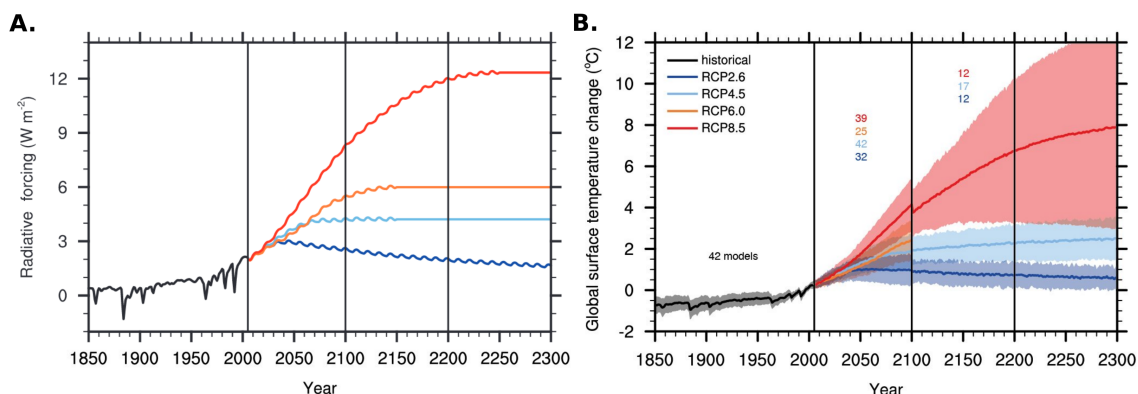 A.
Radiative forcing (W m-2)
12
9
6
3
0
1850 1900 1950 2000 2050 2100 2150 2200 2250 2300
Year
B.
Global surface temperature change (°C)
12
10
8
6
4
2
0
-2
historical
RCP2.6
RCP4.5
RCP6.0
RCP8.5
42 models
39
25
42
32
12
17
12
1850 1900 1950 2000 2050 2100 2150 2200 2250 2300
Year